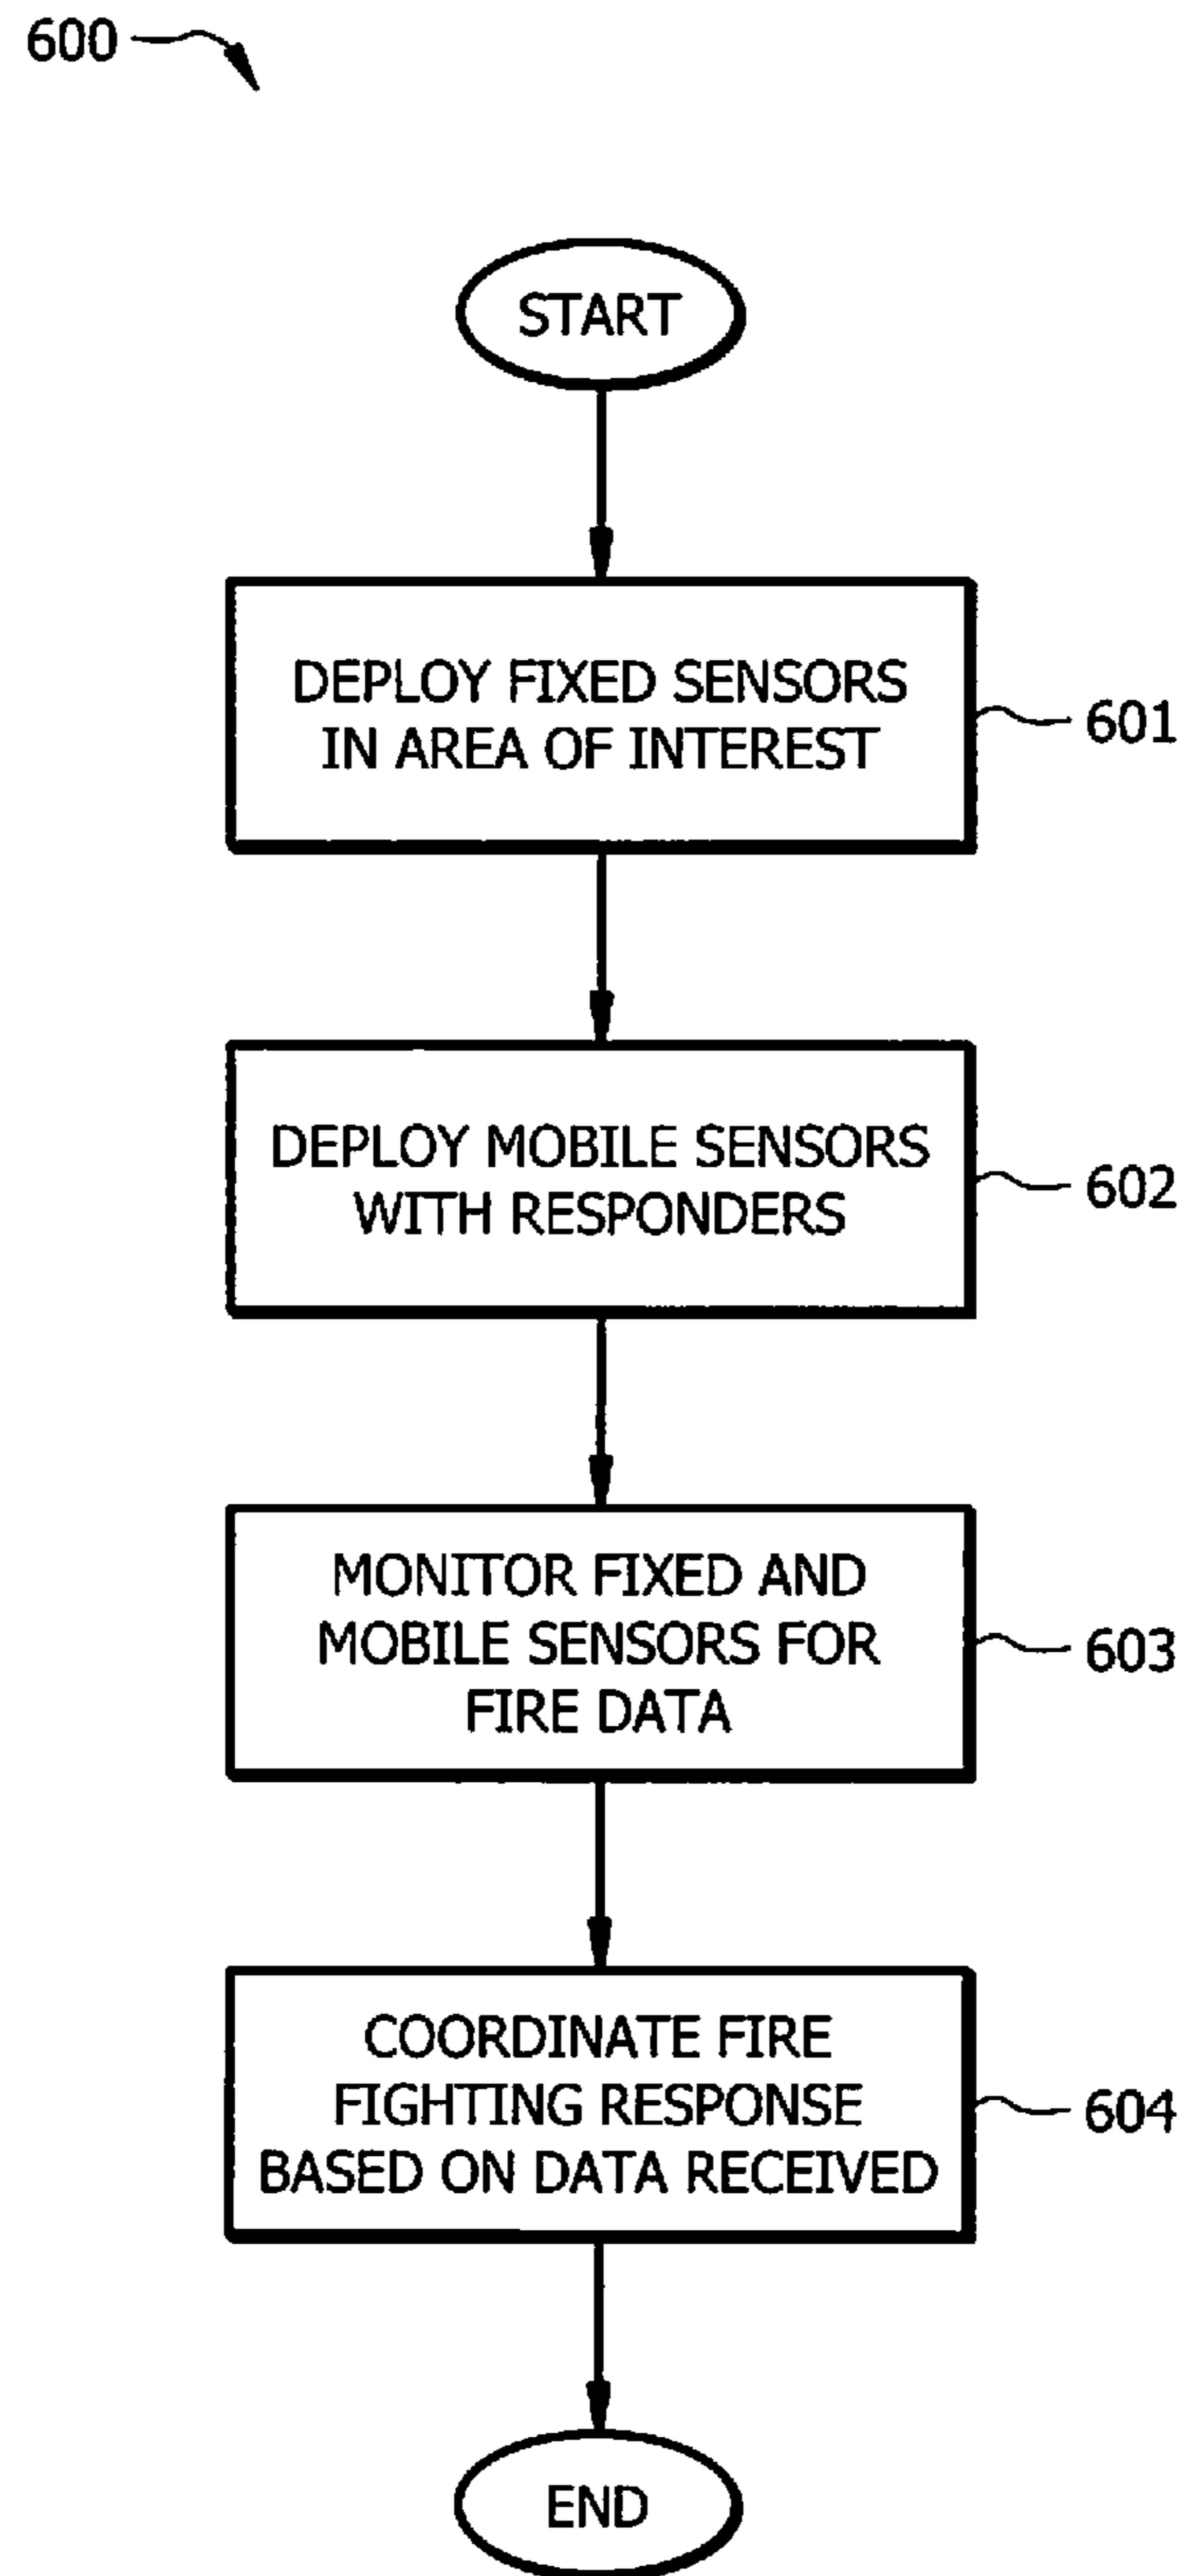 600
START
DEPLOY FIXED SENSORS
IN AREA OF INTEREST
601
DEPLOY MOBILE SENSORS
WITH RESPONDERS
602
MONITOR FIXED AND
MOBILE SENSORS FOR
FIRE DATA
603
COORDINATE FIRE
FIGHTING RESPONSE
BASED ON DATA RECEIVED
604
END